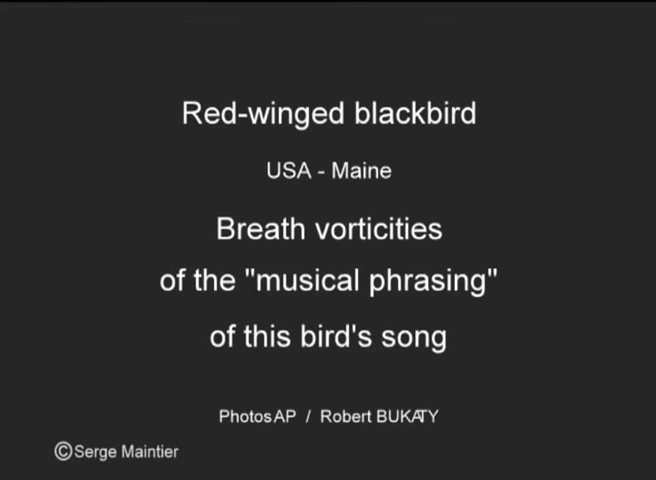 Red-winged blackbird
USA - Maine
Breath vorticities
of the "musical phrasing"
of this bird's song
Photos AP / Robert BUKATY
©Serge Maintier